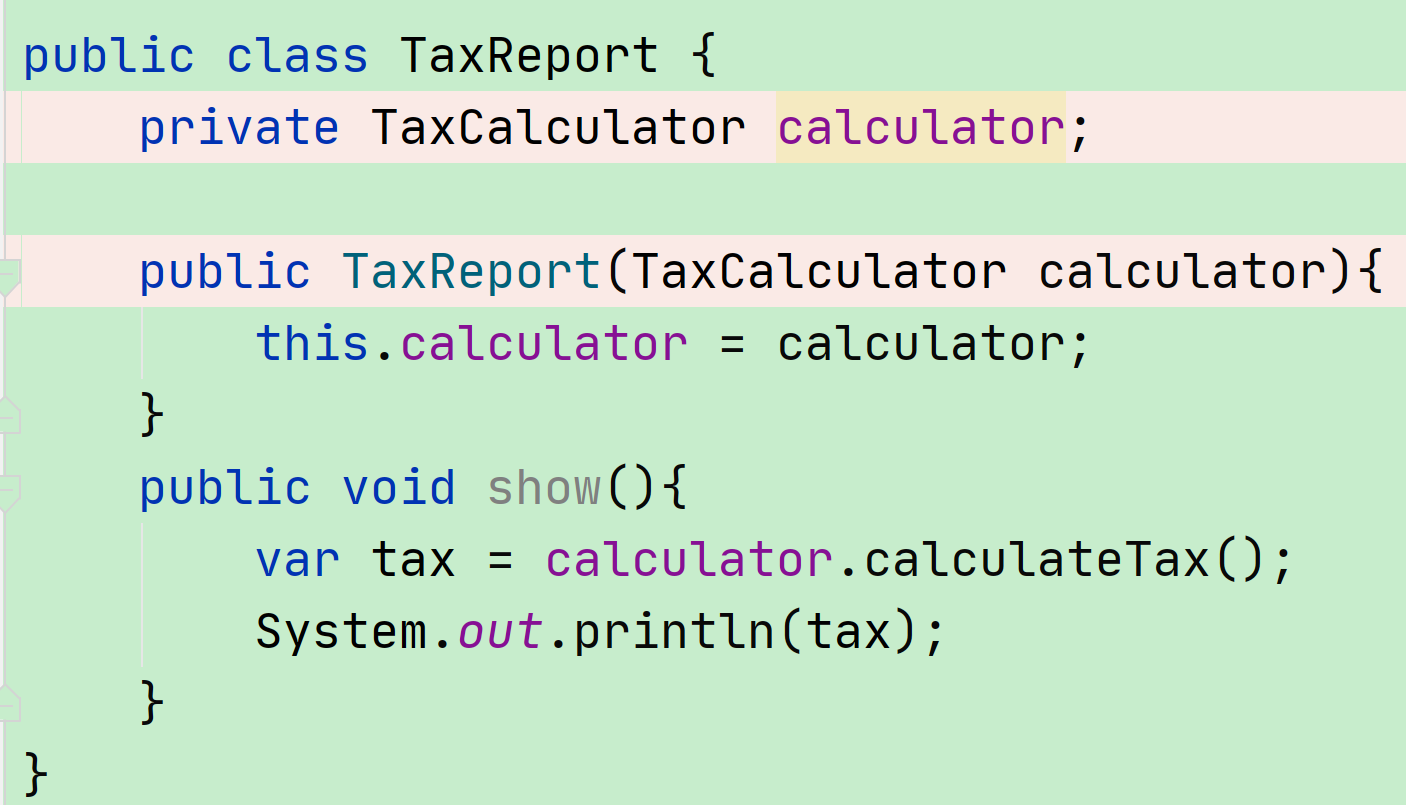 public class TaxReport {
    private TaxCalculator calculator;

    public TaxReport(TaxCalculator calculator){
        this.calculator = calculator;
    }
    public void show(){
        var tax = calculator.calculateTax();
        System.out.println(tax);
    }
}